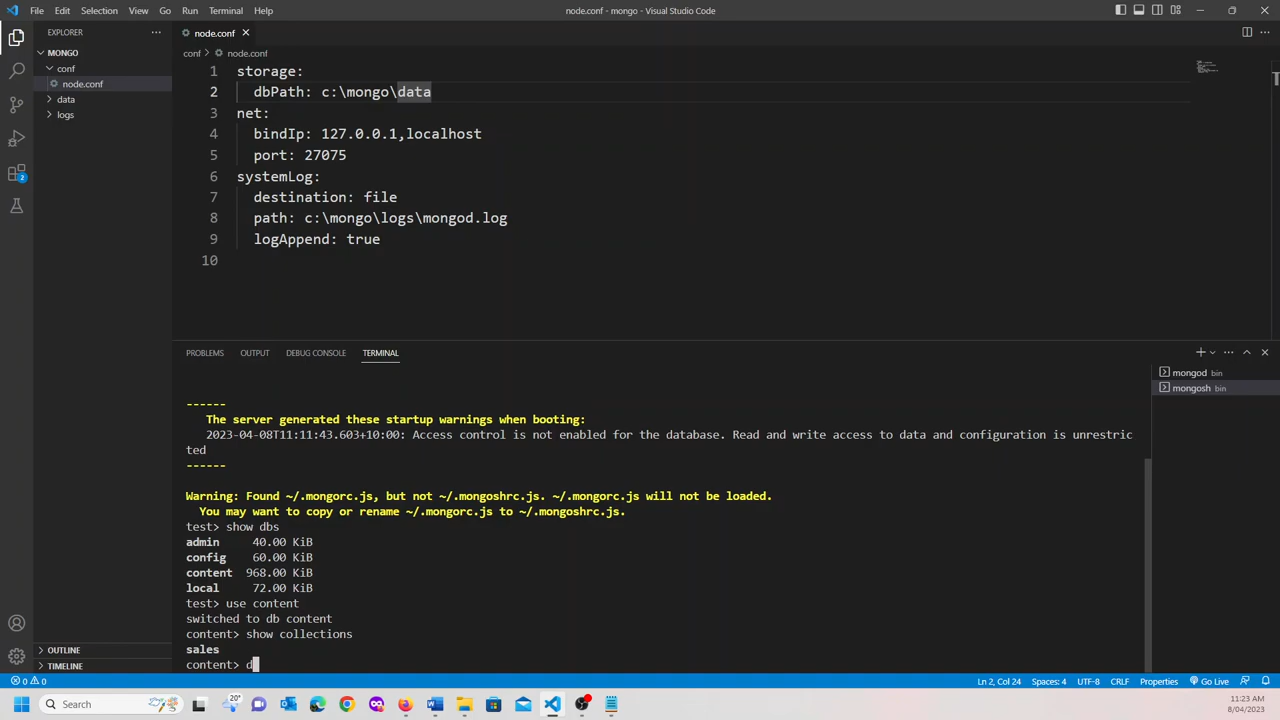 File Edit Selection View Go Run Terminal Help
node.conf - mongo - Visual Studio Code
EXPLORER
MONGO
conf
node.conf
data
logs
node.conf
conf > node.conf
1 storage:
2 dbPath: c:\mongo\data
3 net:
4 bindIp: 127.0.0.1,localhost
5 port: 27075
6 systemLog:
7 destination: file
8 path: c:\mongo\logs\mongod.log
9 logAppend: true
10
2
PROBLEMS OUTPUT DEBUG CONSOLE TERMINAL
mongod bin
mongosh bin
------
The server generated these startup warnings when booting:
2023-04-08T11:11:43.603+10:00: Access control is not enabled for the database. Read and write access to data and configuration is unrestric
ted
------
Warning: Found ~/.mongorc.js, but not ~/.mongoshrc.js. ~/.mongorc.js will not be loaded.
You may want to copy or rename ~/.mongorc.js to ~/.mongoshrc.js.
test> show dbs
admin 40.00 KiB
config 60.00 KiB
content 968.00 KiB
local 72.00 KiB
test> use content
switched to db content
content> show collections
sales
content> d
OUTLINE
TIMELINE
0 0
Ln 2, Col 24 Spaces: 4 UTF-8 CRLF Properties Go Live
Search
20°
11:23 AM
8/04/2023